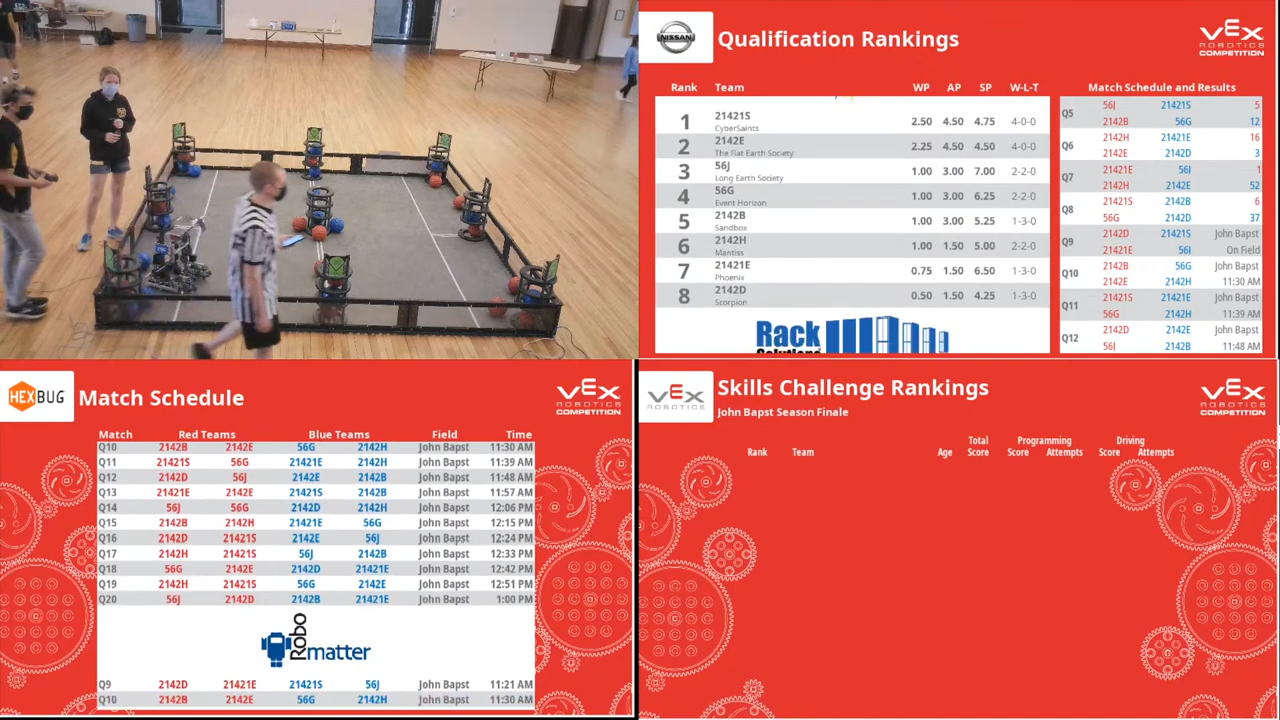 NISSAN
Qualification Rankings
VEX
ROBOTICS
COMPETITION
Rank Team WP AP SP W-L-T
1 21421S 2.50 4.50 4.75 4-0-0
CyberSaints
2 2142E 2.25 4.50 4.50 4-0-0
The Flat Earth Society
3 56J 1.00 3.00 7.00 2-2-0
Long Earth Society
4 56G 1.00 3.00 6.25 2-2-0
Event Horizon
5 2142B 1.00 3.00 5.25 1-3-0
Sandbox
6 2142H 1.00 1.50 5.00 2-2-0
Mantiss
7 21421E 0.75 1.50 6.50 1-3-0
Phoenix
8 2142D 0.50 1.50 4.25 1-3-0
Scorpion
Rack
Match Schedule and Results
Q5 56J 21421S 5
2142B 56G 12
Q6 2142H 21421E 16
2142E 2142D 3
Q7 21421E 56J 1
2142H 2142E 52
Q8 21421S 2142B 6
56G 2142D 37
Q9 2142D 21421S John Bapst
21421E 56J On Field
Q10 2142B 56G John Bapst
2142E 2142H 11:30 AM
Q11 21421S 21421E John Bapst
56G 2142H 11:39 AM
Q12 2142D 2142E John Bapst
56J 2142B 11:48 AM
HEXBUG
Match Schedule
VEX
ROBOTICS
COMPETITION
Match Red Teams Blue Teams Field Time
Q10 2142B 2142E 56G 2142H John Bapst 11:30 AM
Q11 21421S 56G 21421E 2142H John Bapst 11:39 AM
Q12 2142D 56J 2142E 2142B John Bapst 11:48 AM
Q13 21421E 2142E 21421S 2142B John Bapst 11:57 AM
Q14 56J 56G 2142D 2142H John Bapst 12:06 PM
Q15 2142B 2142H 21421E 56G John Bapst 12:15 PM
Q16 2142D 21421S 2142E 56J John Bapst 12:24 PM
Q17 2142H 21421S 56J 2142B John Bapst 12:33 PM
Q18 56G 2142E 2142D 21421E John Bapst 12:42 PM
Q19 2142H 21421S 56G 2142E John Bapst 12:51 PM
Q20 56J 2142D 2142B 21421E John Bapst 1:00 PM
Robo
matter
Q9 2142D 21421E 21421S 56J John Bapst 11:21 AM
Q10 2142B 2142E 56G 2142H John Bapst 11:30 AM
VEX
ROBOTICS
Skills Challenge Rankings
John Bapst Season Finale
VEX
ROBOTICS
COMPETITION
Total Programming Driving
Rank Team Age Score Score Attempts Score Attempts